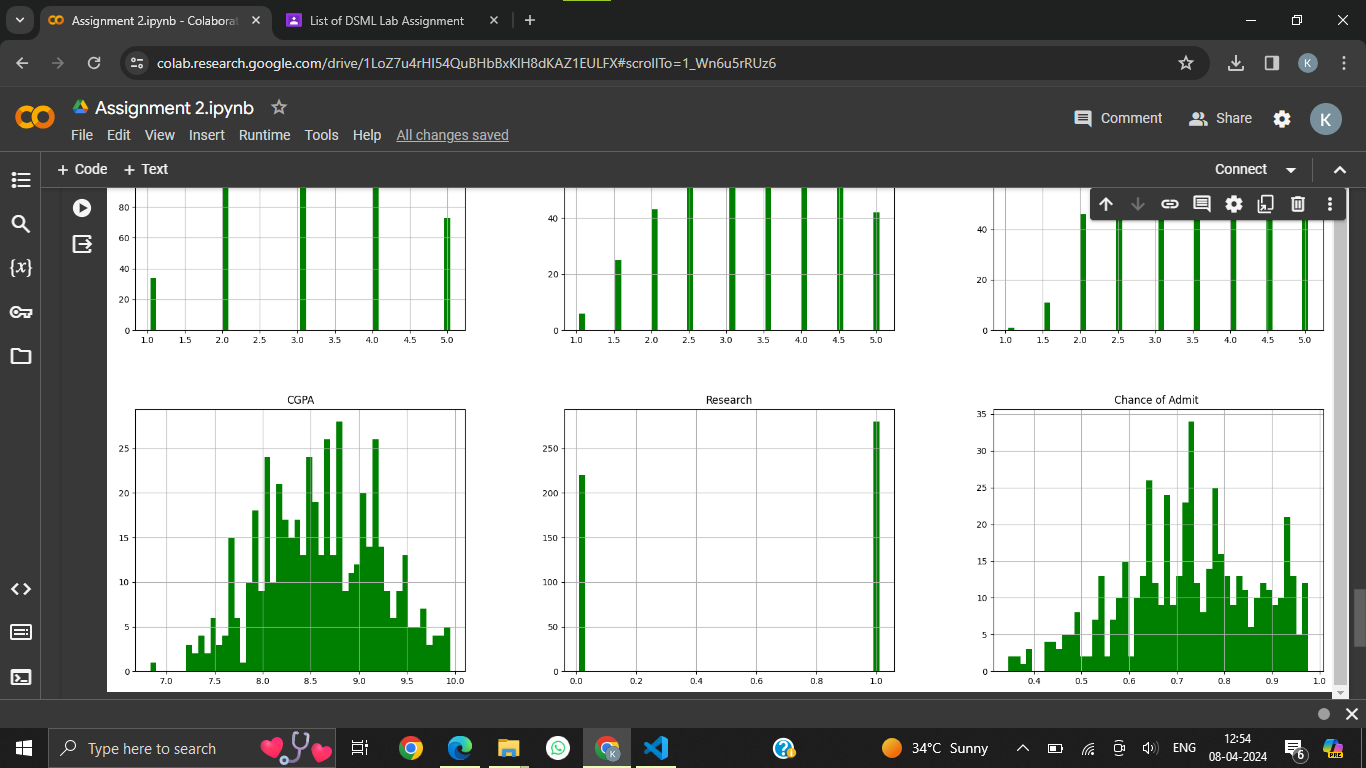 Assignment 2.ipynb - Colaborat
List of DSML Lab Assignment
colab.research.google.com/drive/1LoZ7u4rHI54QuBHbBxKlH8dKAZ1EULFX#scrollTo=1_Wn6u5rRUz6
K
Assignment 2.ipynb
File Edit View Insert Runtime Tools Help All changes saved
Comment Share K
+ Code + Text
Connect
{x}
80
60
40
20
0
1.0 1.5 2.0 2.5 3.0 3.5 4.0 4.5 5.0
40
20
0
1.0 1.5 2.0 2.5 3.0 3.5 4.0 4.5 5.0
40
20
0
1.0 1.5 2.0 2.5 3.0 3.5 4.0 4.5 5.0
CGPA
25
20
15
10
5
0
7.0 7.5 8.0 8.5 9.0 9.5 10.0
Research
250
200
150
100
50
0
0.0 0.2 0.4 0.6 0.8 1.0
Chance of Admit
35
30
25
20
15
10
5
0
0.4 0.5 0.6 0.7 0.8 0.9 1.0
Type here to search
K
34°C Sunny
ENG
12:54
08-04-2024
6
PRE